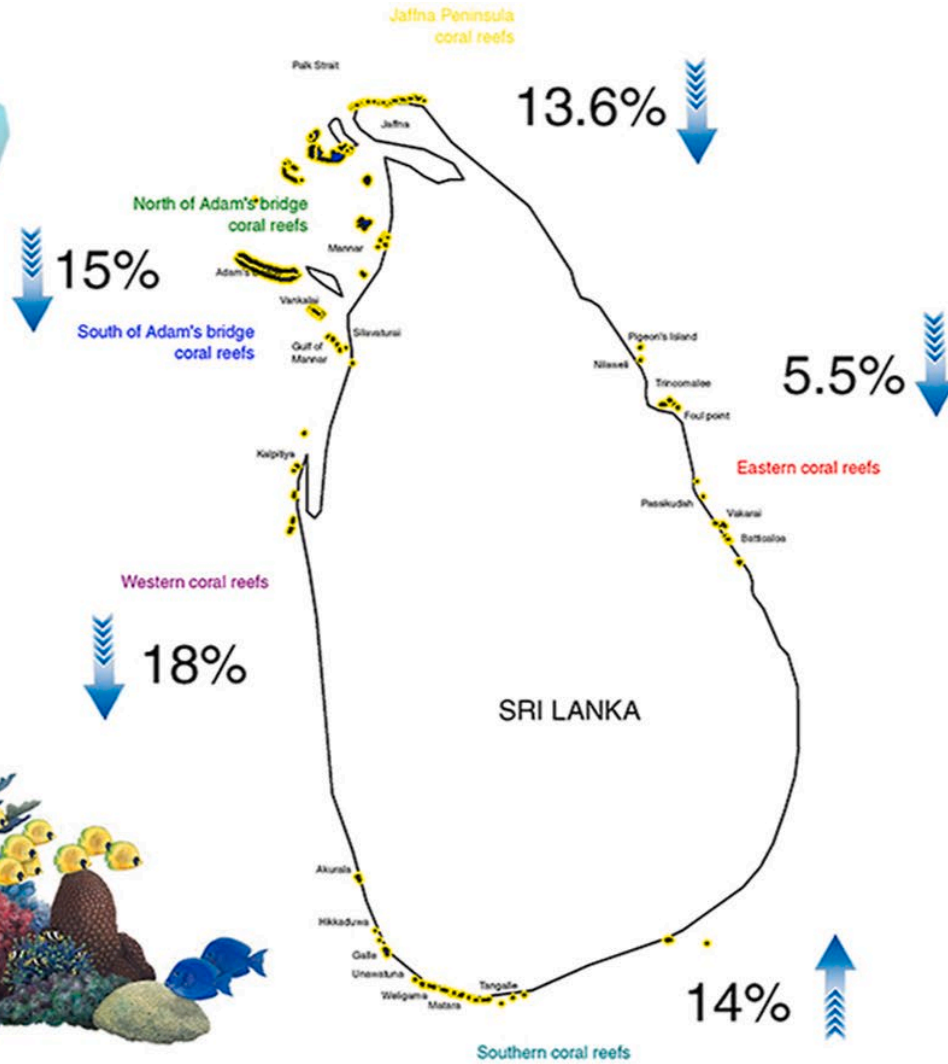 Jaffna Peninsula
coral reefs
Palk Strait
13.6%
Jaffna
North of Adam's bridge
coral reefs
Mannar
15%
Adam's
Vankalai
South of Adam's bridge
coral reefs
Silavaturai
Gulf of
Mannar
Pigeon's Island
Nilaveli
Trincomalee
5.5%
Foul point
Kalpitiya
Eastern coral reefs
Passikudah
Vakarai
Batticaloa
Western coral reefs
18%
SRI LANKA
Akurala
Hikkaduwa
Galle
Unawatuna
Weligama
Tangalle
Matara
14%
Southern coral reefs